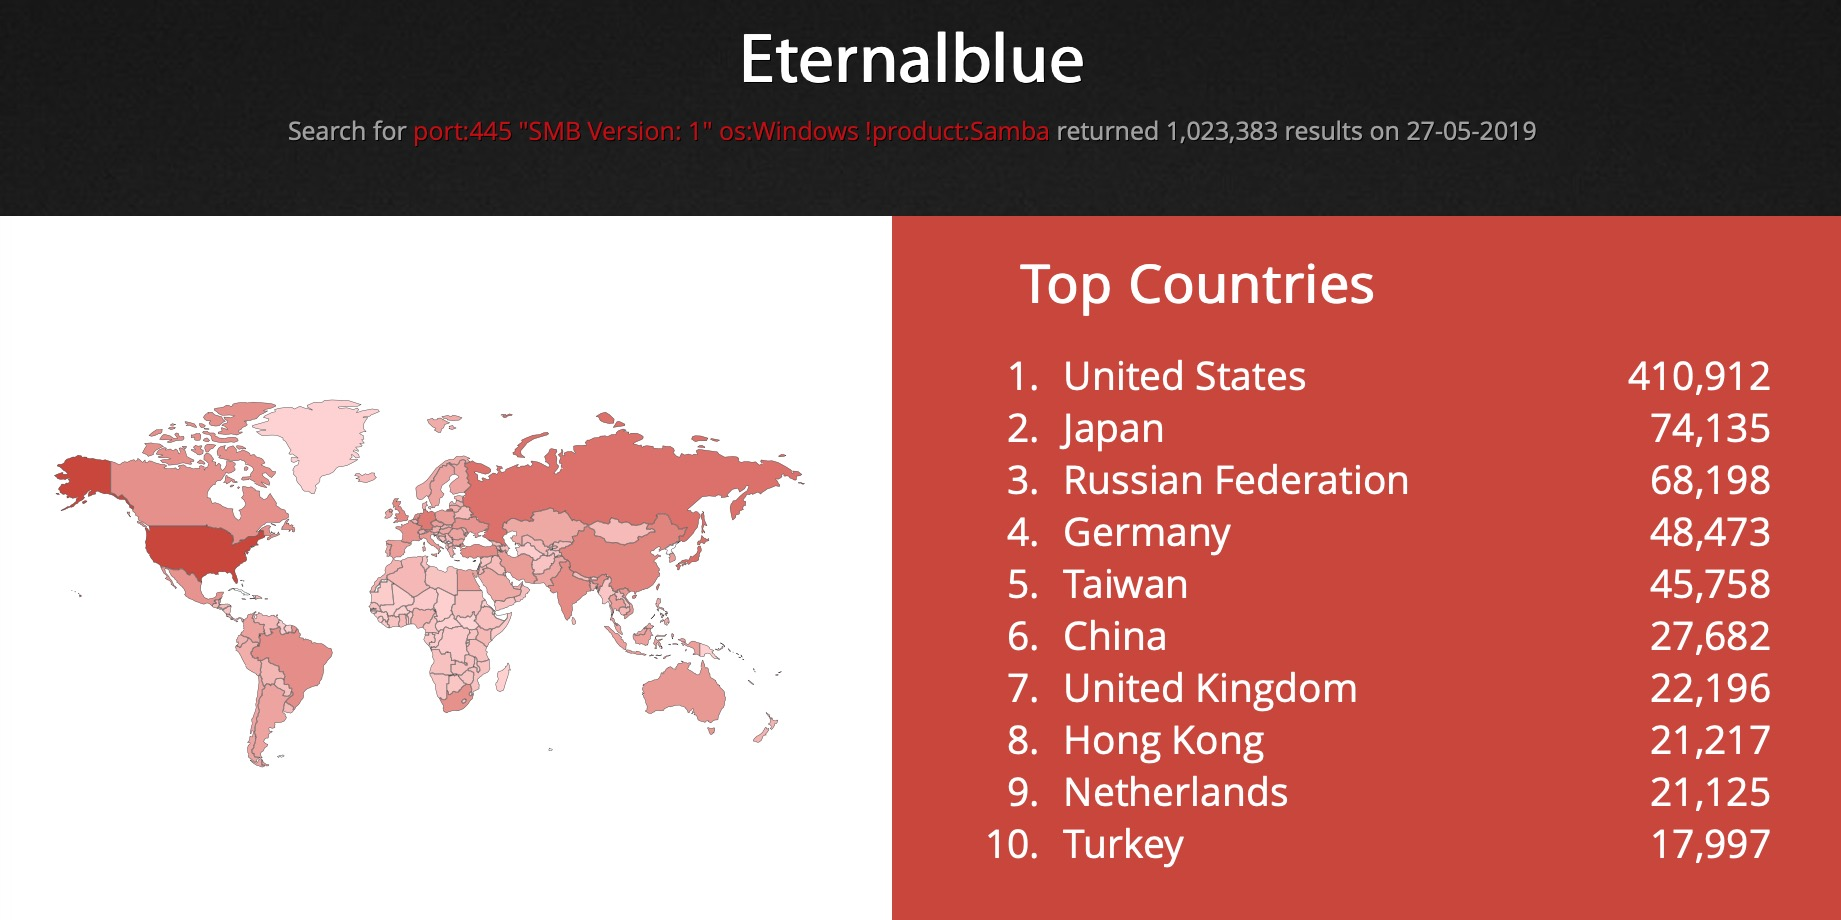 Eternalblue
Search for port:445 "SMB Version: 1" os:Windows !product:Samba returned 1,023,383 results on 27-05-2019
Top Countries
1. United States 410,912
2. Japan 74,135
3. Russian Federation 68,198
4. Germany 48,473
5. Taiwan 45,758
6. China 27,682
7. United Kingdom 22,196
8. Hong Kong 21,217
9. Netherlands 21,125
10. Turkey 17,997